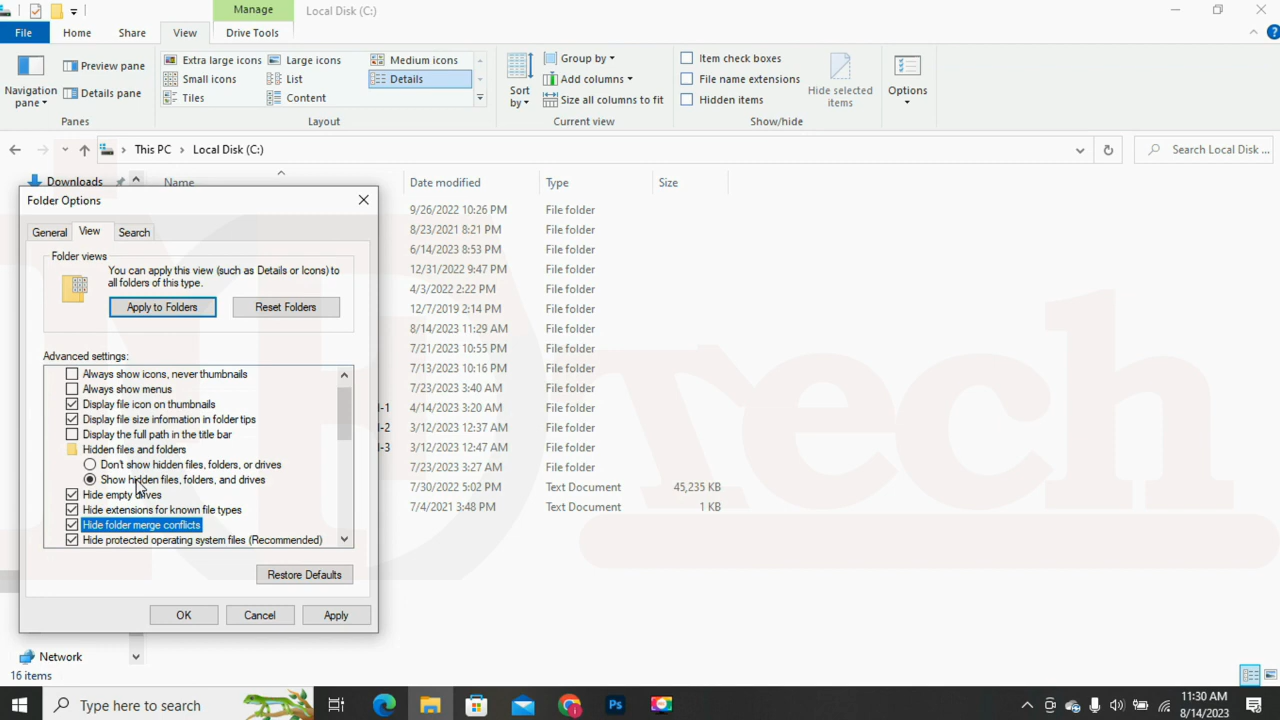 Manage
Local Disk (C:)
File
Home
Share
View
Drive Tools
Navigation
pane
Preview pane
Details pane
Panes
Extra large icons
Large icons
Medium icons
Small icons
List
Details
Tiles
Content
Layout
Sort
by
Group by
Add columns
Size all columns to fit
Current view
Item check boxes
File name extensions
Hidden items
Hide selected
items
Show/hide
Options
This PC
Local Disk (C:)
Search Local Disk ...
Downloads
Name
Date modified
Type
Size
9/26/2022 10:26 PM File folder
8/23/2021 8:21 PM File folder
6/14/2023 8:53 PM File folder
12/31/2022 9:47 PM File folder
4/3/2022 2:22 PM File folder
12/7/2019 2:14 PM File folder
8/14/2023 11:29 AM File folder
7/21/2023 10:55 PM File folder
7/13/2023 10:16 PM File folder
7/23/2023 3:40 AM File folder
-1 4/14/2023 3:20 AM File folder
-2 3/12/2023 12:37 AM File folder
-3 3/12/2023 12:47 AM File folder
7/23/2023 3:27 AM File folder
7/30/2022 5:02 PM Text Document 45,235 KB
7/4/2021 3:48 PM Text Document 1 KB
Folder Options
General
View
Search
Folder views
You can apply this view (such as Details or Icons) to
all folders of this type.
Apply to Folders
Reset Folders
Advanced settings:
Always show icons, never thumbnails
Always show menus
Display file icon on thumbnails
Display file size information in folder tips
Display the full path in the title bar
Hidden files and folders
Don't show hidden files, folders, or drives
Show hidden files, folders, and drives
Hide empty drives
Hide extensions for known file types
Hide folder merge conflicts
Hide protected operating system files (Recommended)
Restore Defaults
OK
Cancel
Apply
Network
16 items
Type here to search
Ps
11:30 AM
8/14/2023